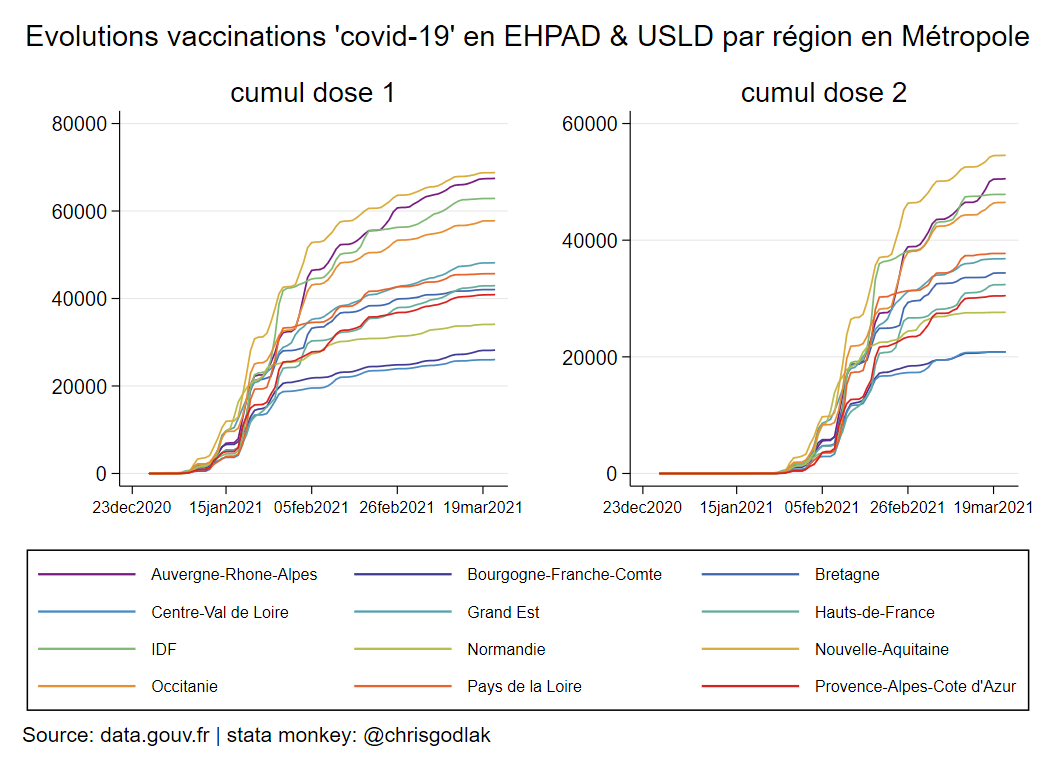 Evolutions vaccinations 'covid-19' en EHPAD & USLD par région en Métropole
cumul dose 1
80000
60000
40000
20000
0
23dec2020 15jan2021 05feb2021 26feb2021 19mar2021
cumul dose 2
60000
40000
20000
0
23dec2020 15jan2021 05feb2021 26feb2021 19mar2021
Auvergne-Rhone-Alpes Bourgogne-Franche-Comte Bretagne
Centre-Val de Loire Grand Est Hauts-de-France
IDF Normandie Nouvelle-Aquitaine
Occitanie Pays de la Loire Provence-Alpes-Cote d'Azur
Source: data.gouv.fr | stata monkey: @chrisgodlak